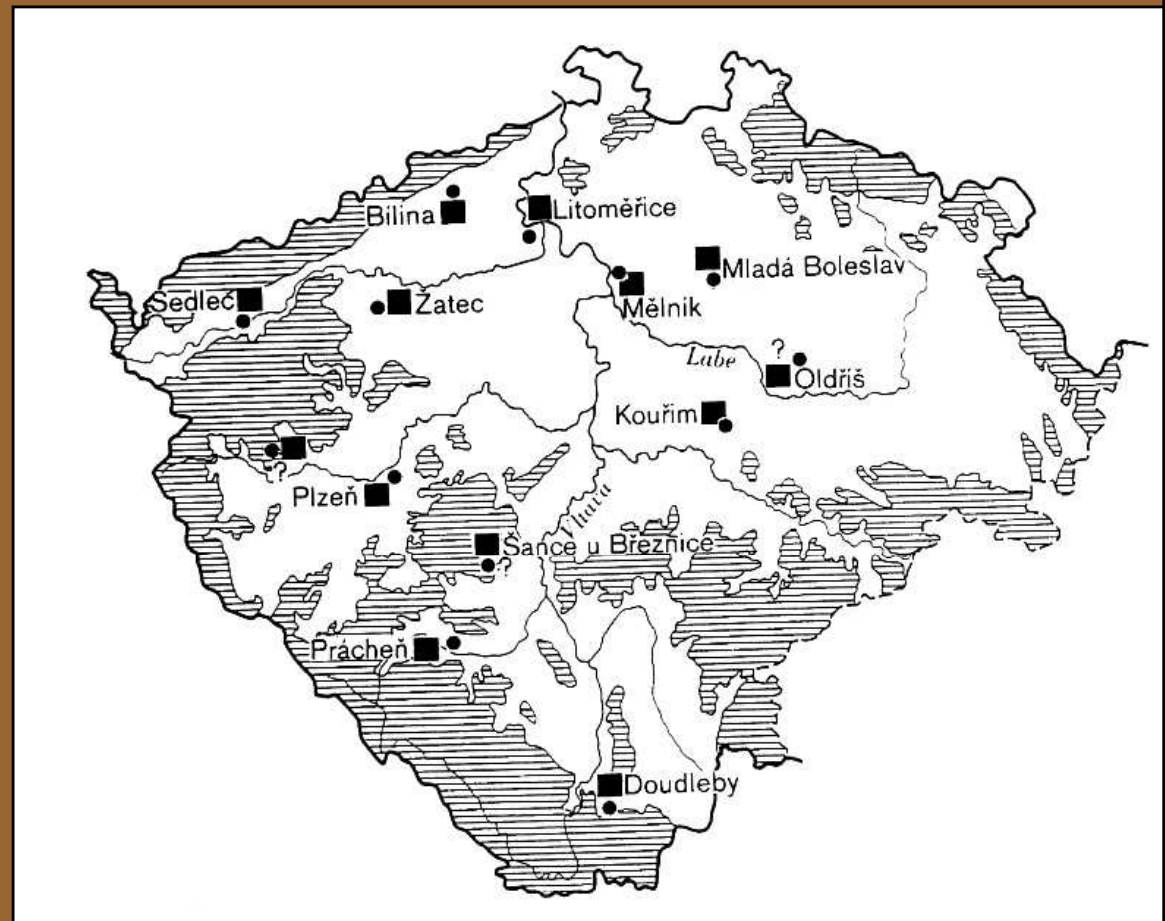 Bílina
Litoměřice
Mladá Boleslav
Sedleč
Žatec
Mělník
Labe
?
Oldřiš
Kouřim
?
Plzeň
Vltava
Šance u Březnice
?
Prácheň
Doudleby